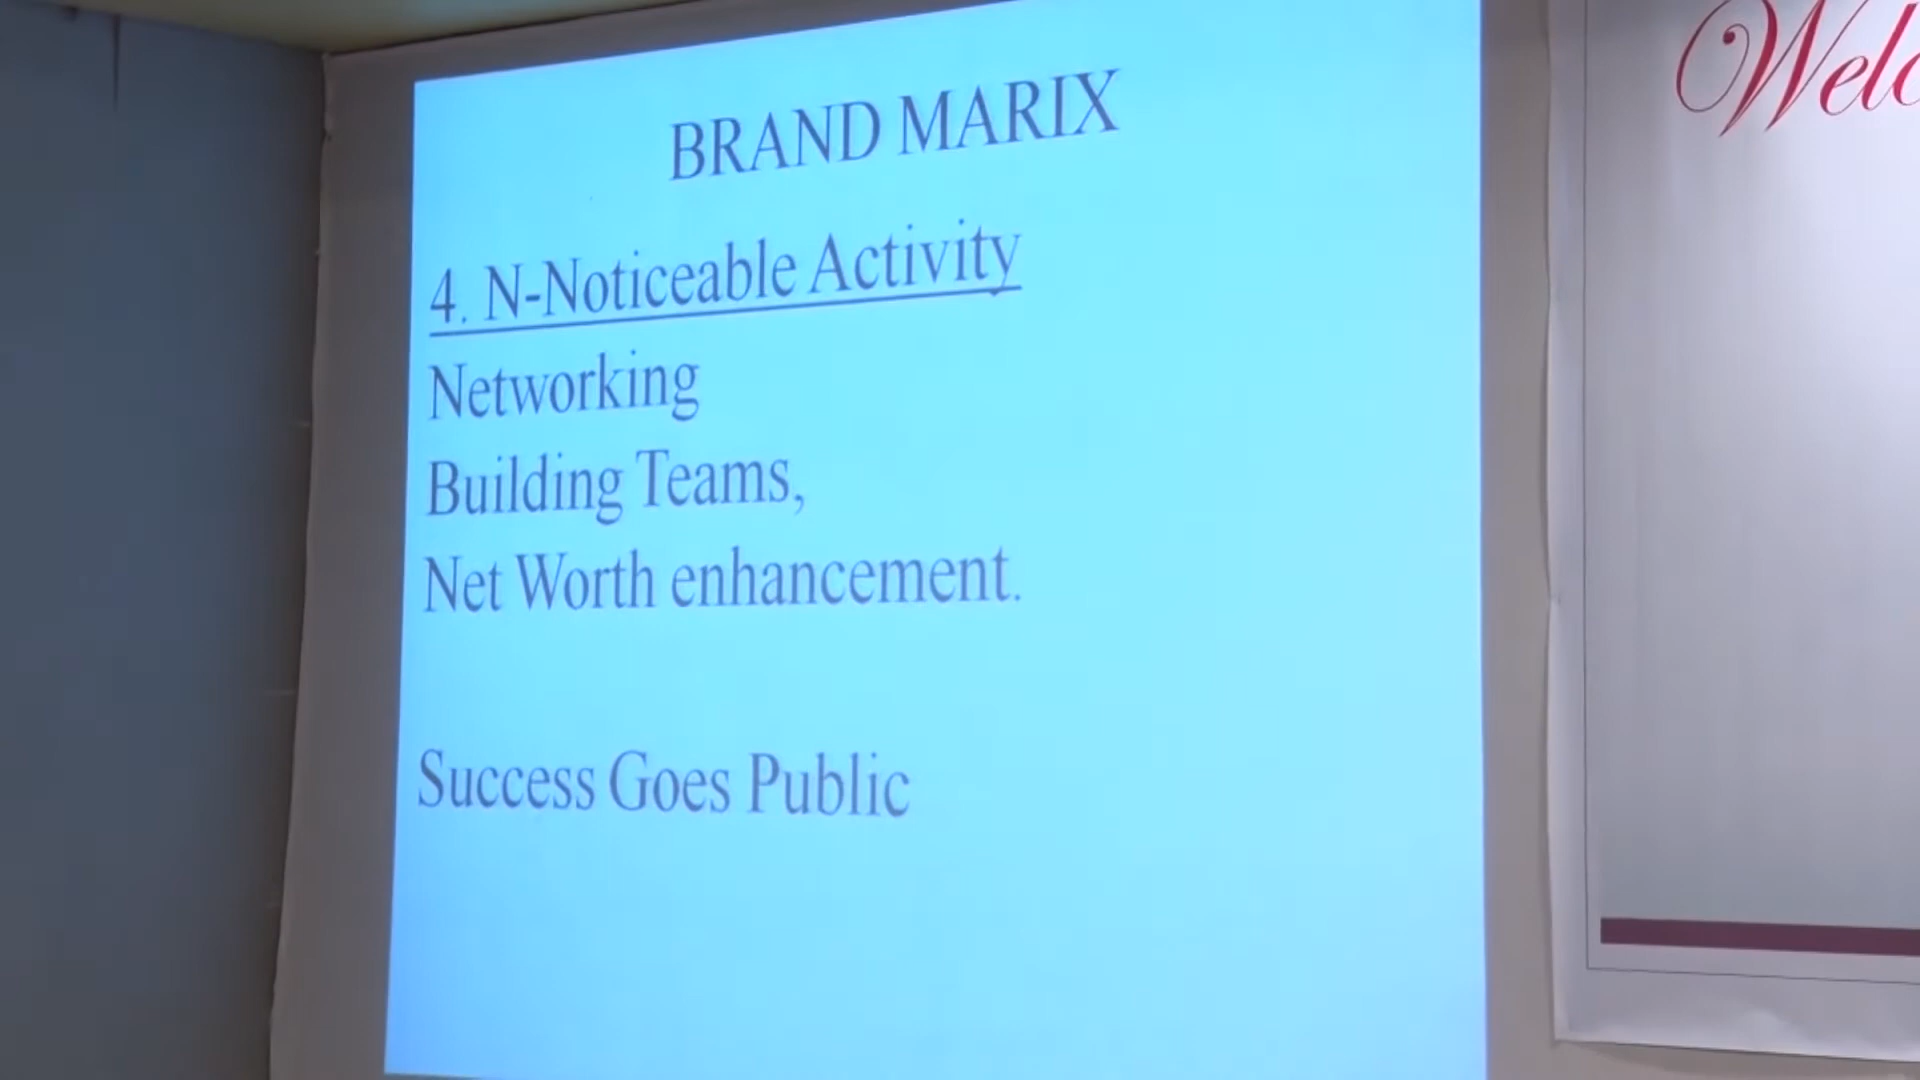 BRAND MARIX
4. N-Noticeable Activity
Networking
Building Teams,
Net Worth enhancement.
Success Goes Public